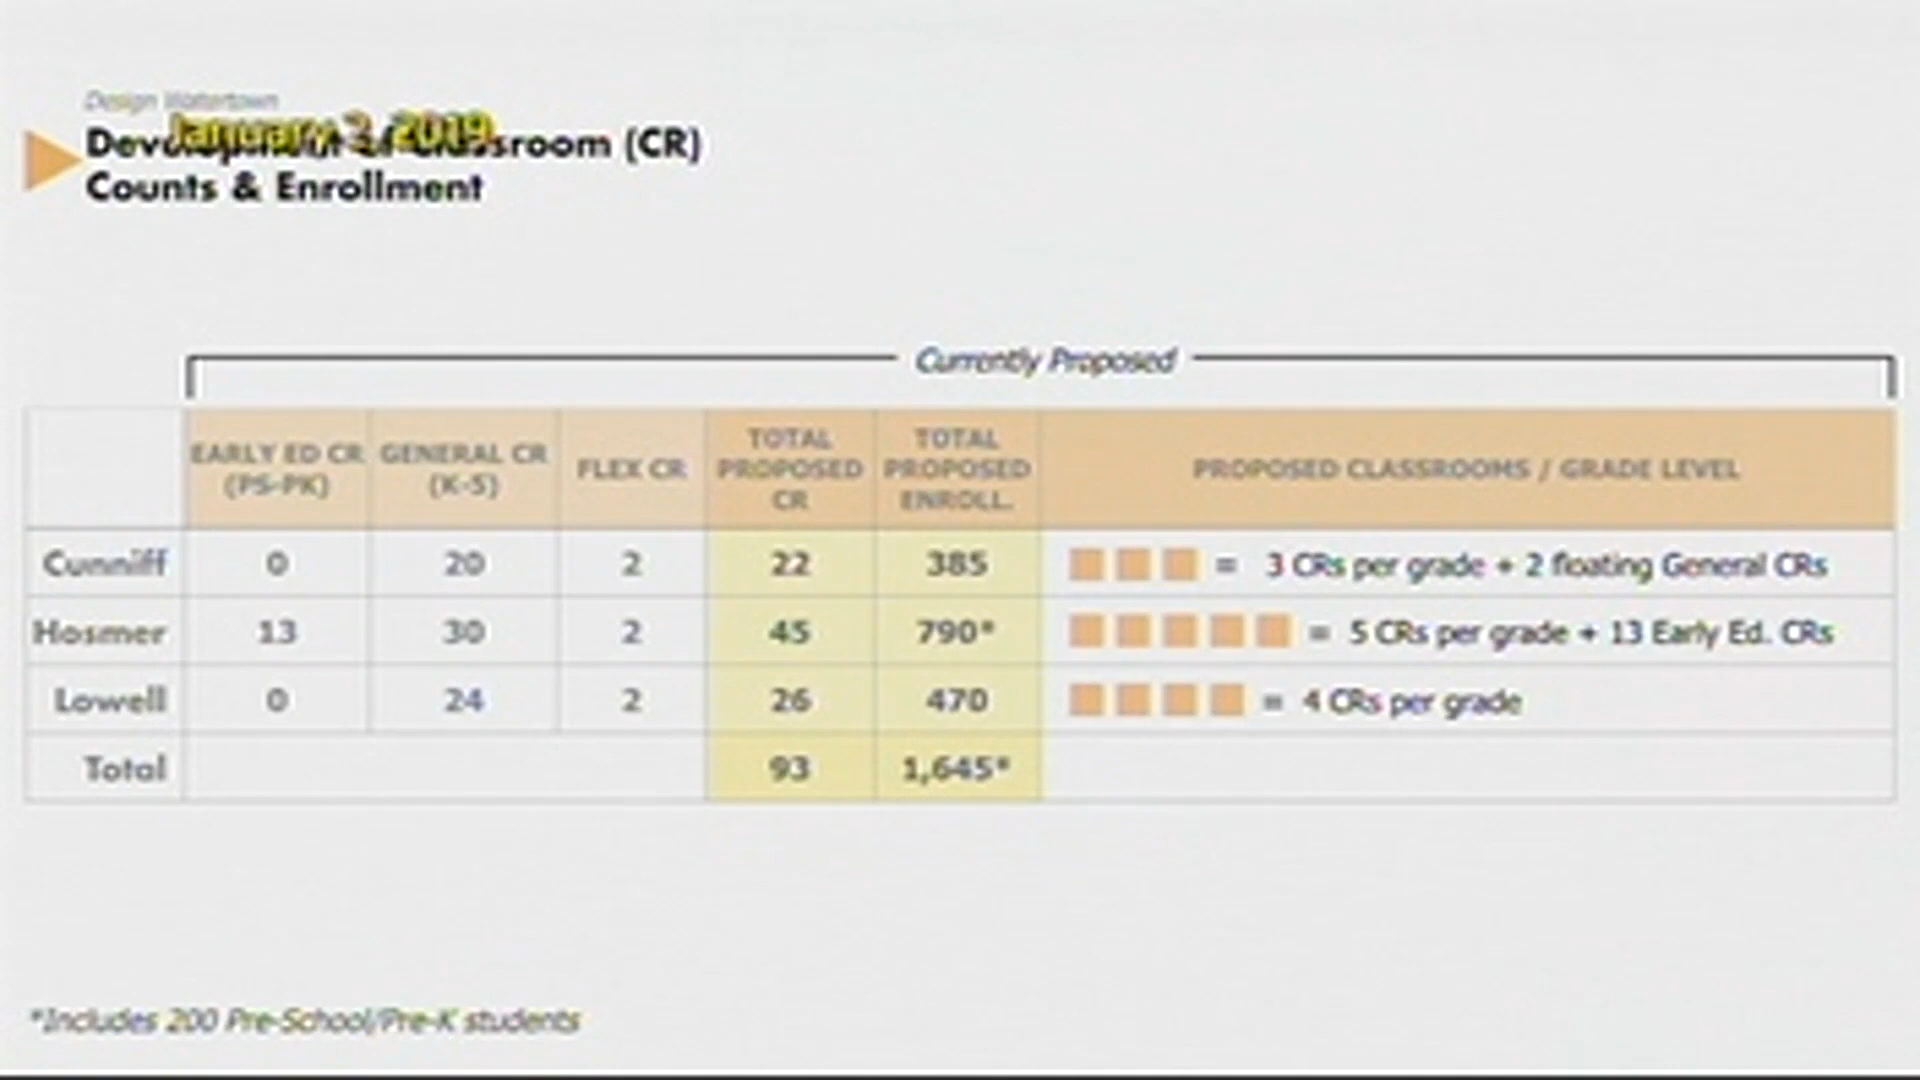 Design Watertown
January 2, 2019
Development of Classroom (CR)
Counts & Enrollment
Currently Proposed
EARLY ED CR (PS-PK) GENERAL CR (K-5) FLEX CR TOTAL PROPOSED CR TOTAL PROPOSED ENROLL. PROPOSED CLASSROOMS / GRADE LEVEL
Cunniff 0 20 2 22 385 = 3 CRs per grade + 2 floating General CRs
Hosmer 13 30 2 45 790* = 5 CRs per grade + 13 Early Ed. CRs
Lowell 0 24 2 26 470 = 4 CRs per grade
Total 93 1,645*
*Includes 200 Pre-School/Pre-K students